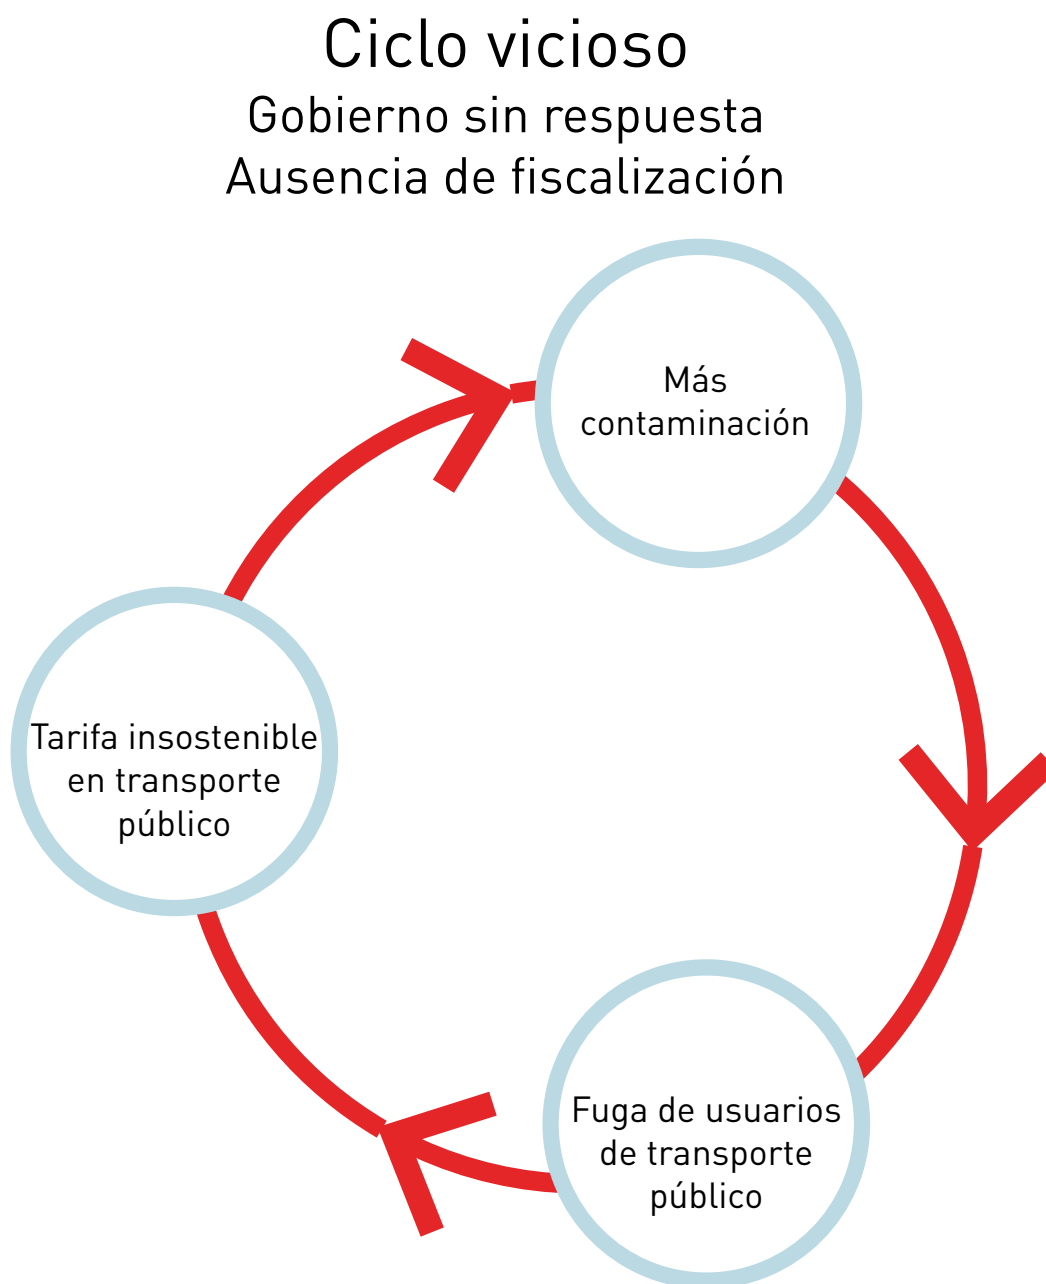 Ciclo vicioso
Gobierno sin respuesta
Ausencia de fiscalización
Más
contaminación
Tarifa insostenible
en transporte
público
Fuga de usuarios
de transporte
público